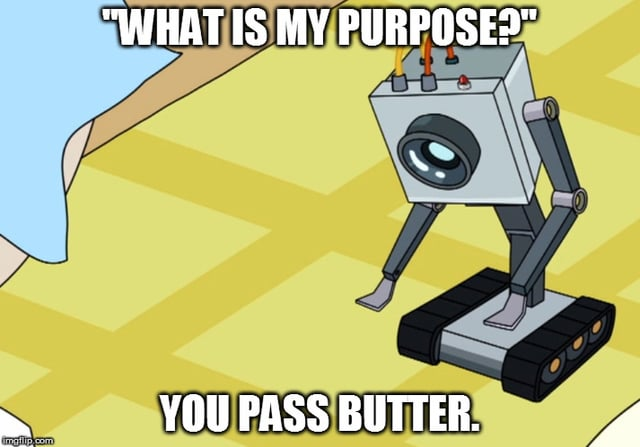 "WHAT IS MY PURPOSE?"
YOU PASS BUTTER.
imgflip.com